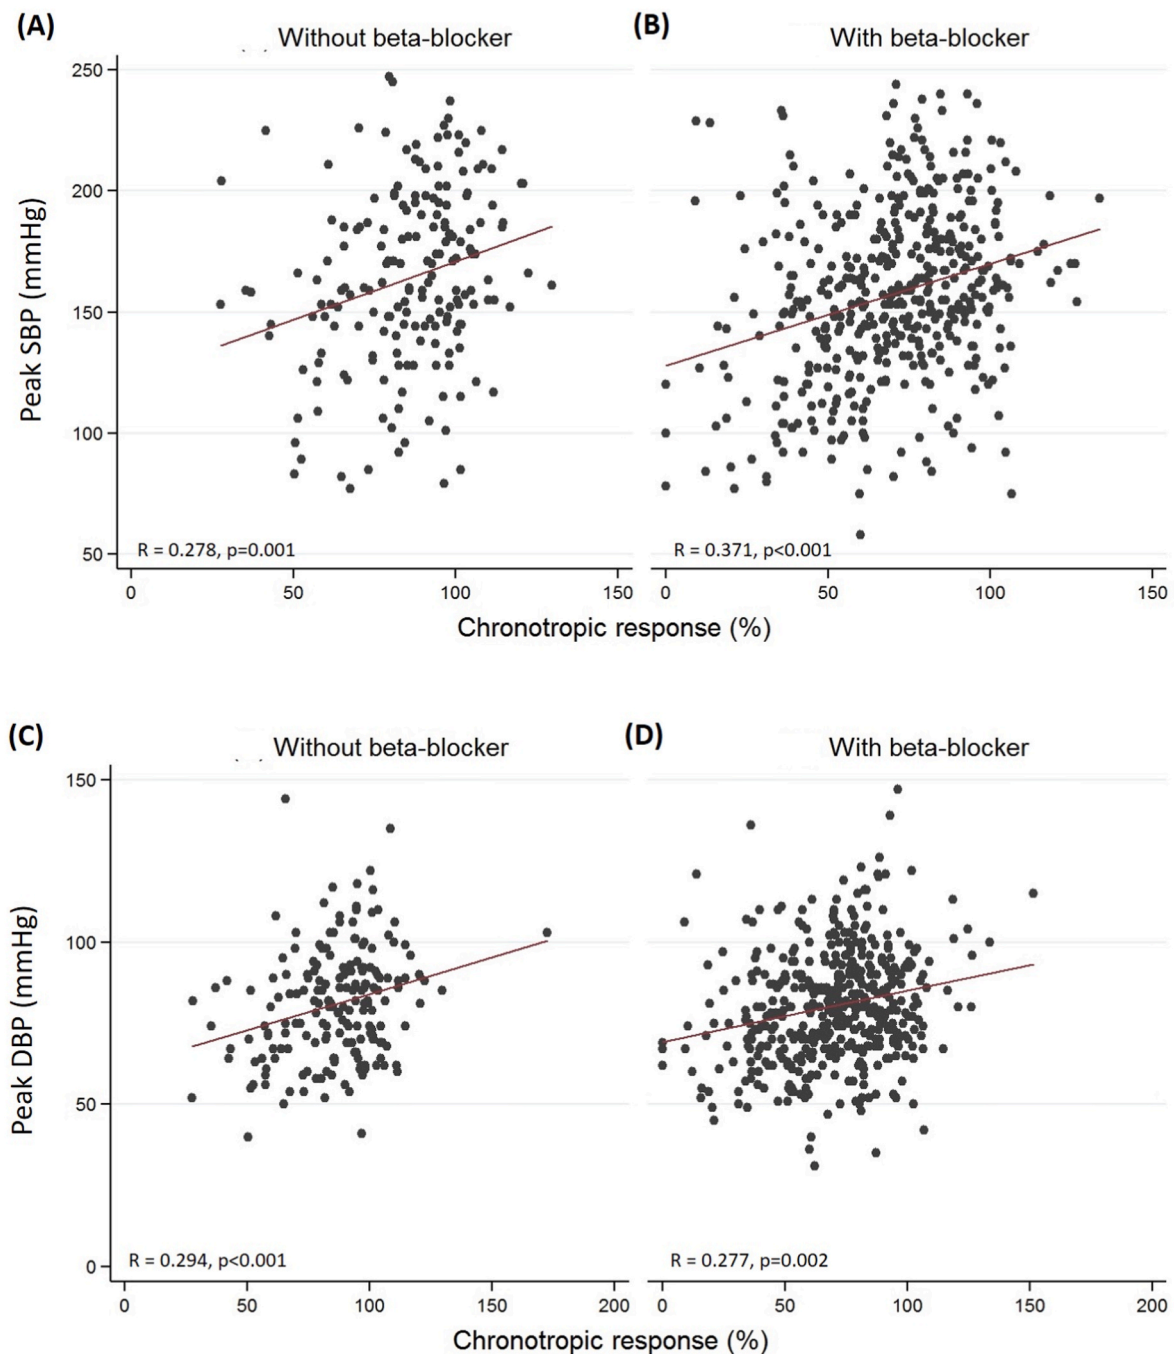 (A)
(B)
Without beta-blocker
With beta-blocker
Peak SBP (mmHg)
250
200
150
100
50
R = 0.278, p=0.001
R = 0.371, p<0.001
0 50 100 150
0 50 100 150
Chronotropic response (%)
(C)
(D)
Without beta-blocker
With beta-blocker
Peak DBP (mmHg)
150
100
50
0
R = 0.294, p<0.001
R = 0.277, p=0.002
0 50 100 150 200
0 50 100 150 200
Chronotropic response (%)